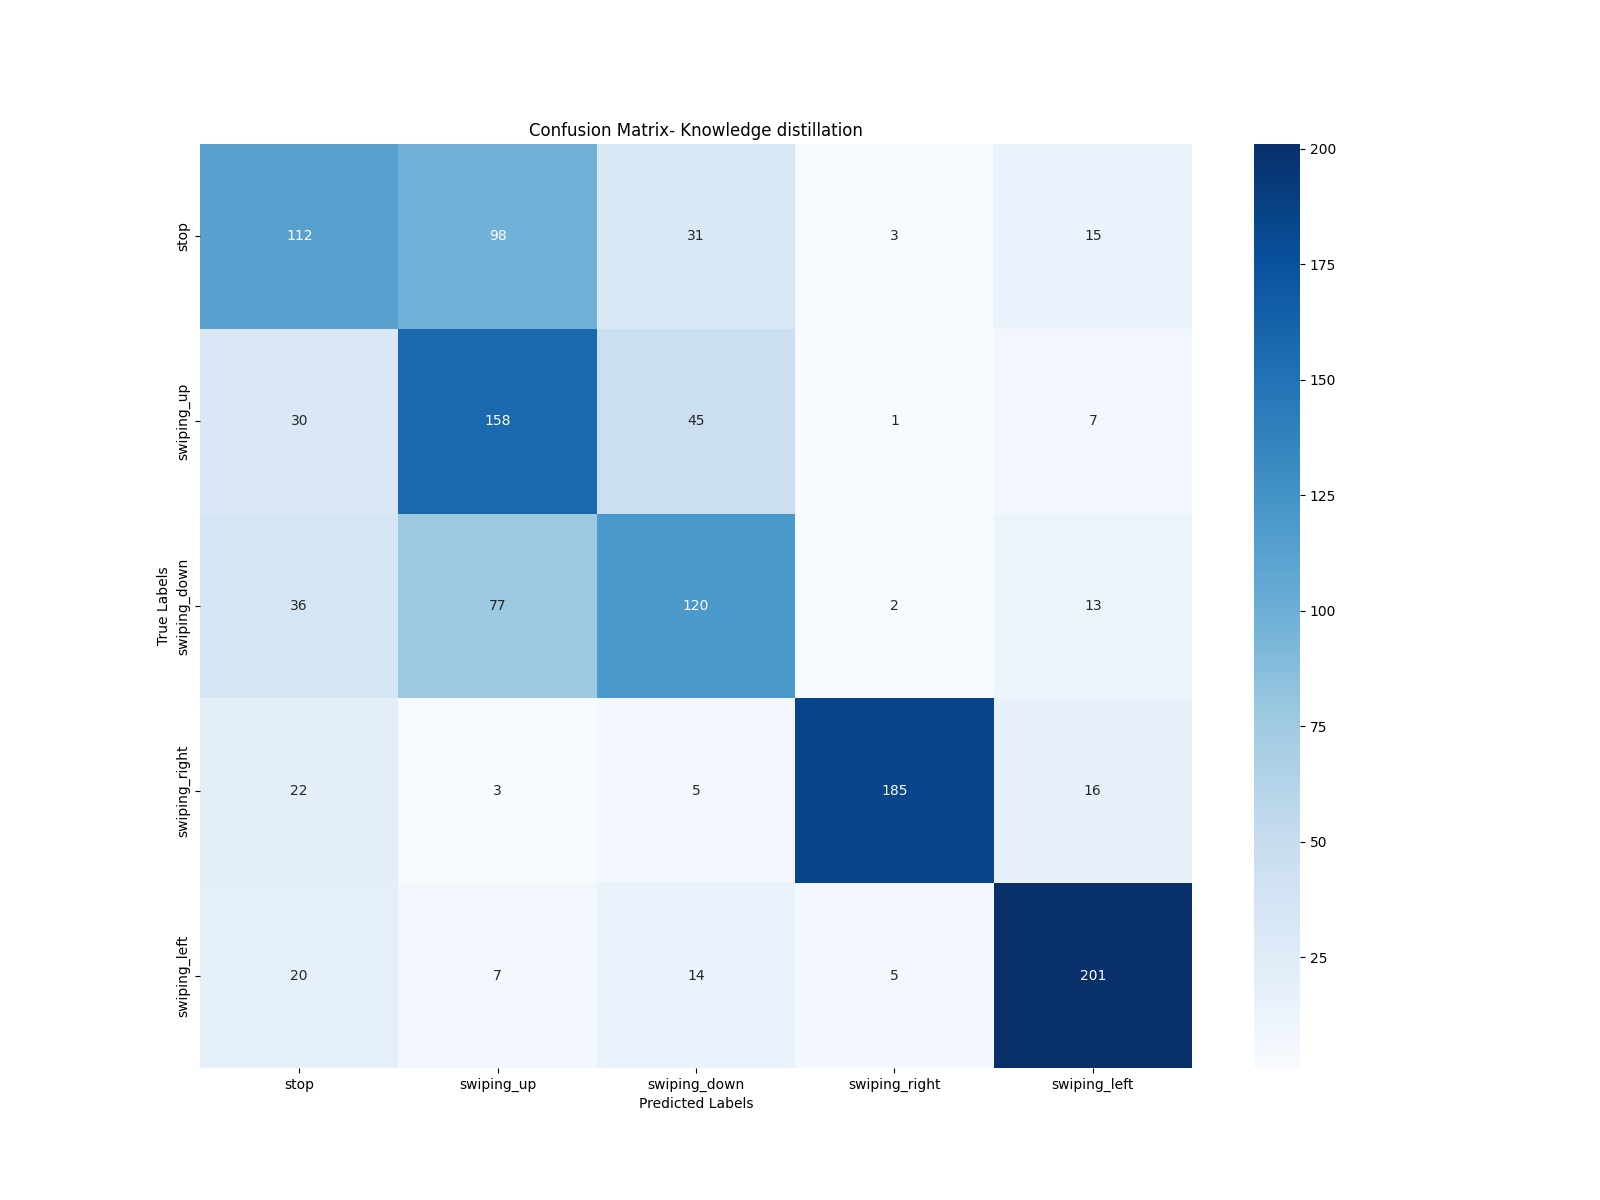 Confusion Matrix- Knowledge distillation
200
stop 112 98 31 3 15
175
150
swiping_up 30 158 45 1 7
125
100
True Labels
swiping_down 36 77 120 2 13
75
swiping_right 22 3 5 185 16
50
swiping_left 20 7 14 5 201
25
stop swiping_up swiping_down swiping_right swiping_left
Predicted Labels